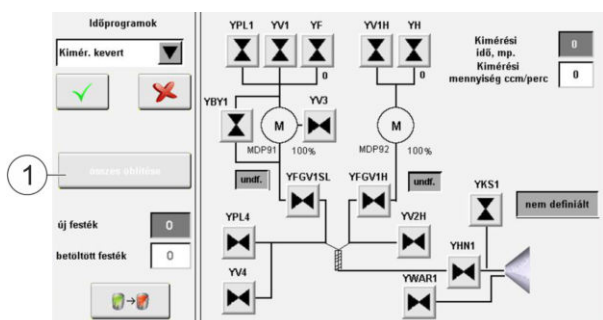 Időprogramok
Kimér. kevert
1
összes öblítése
új festék
0
betöltött festék
0
YPL1
YV1
YF
YV1H
YH
0
0
Kimérési
idő, mp.
0
Kimérési
mennyiség ccm/perc
0
YBY1
YV3
M
M
MDP91
100%
MDP92
100%
undf.
YFGV1SL
YFGV1H
undf.
YKS1
nem definiált
YPL4
YV2H
YHN1
YV4
YWAR1